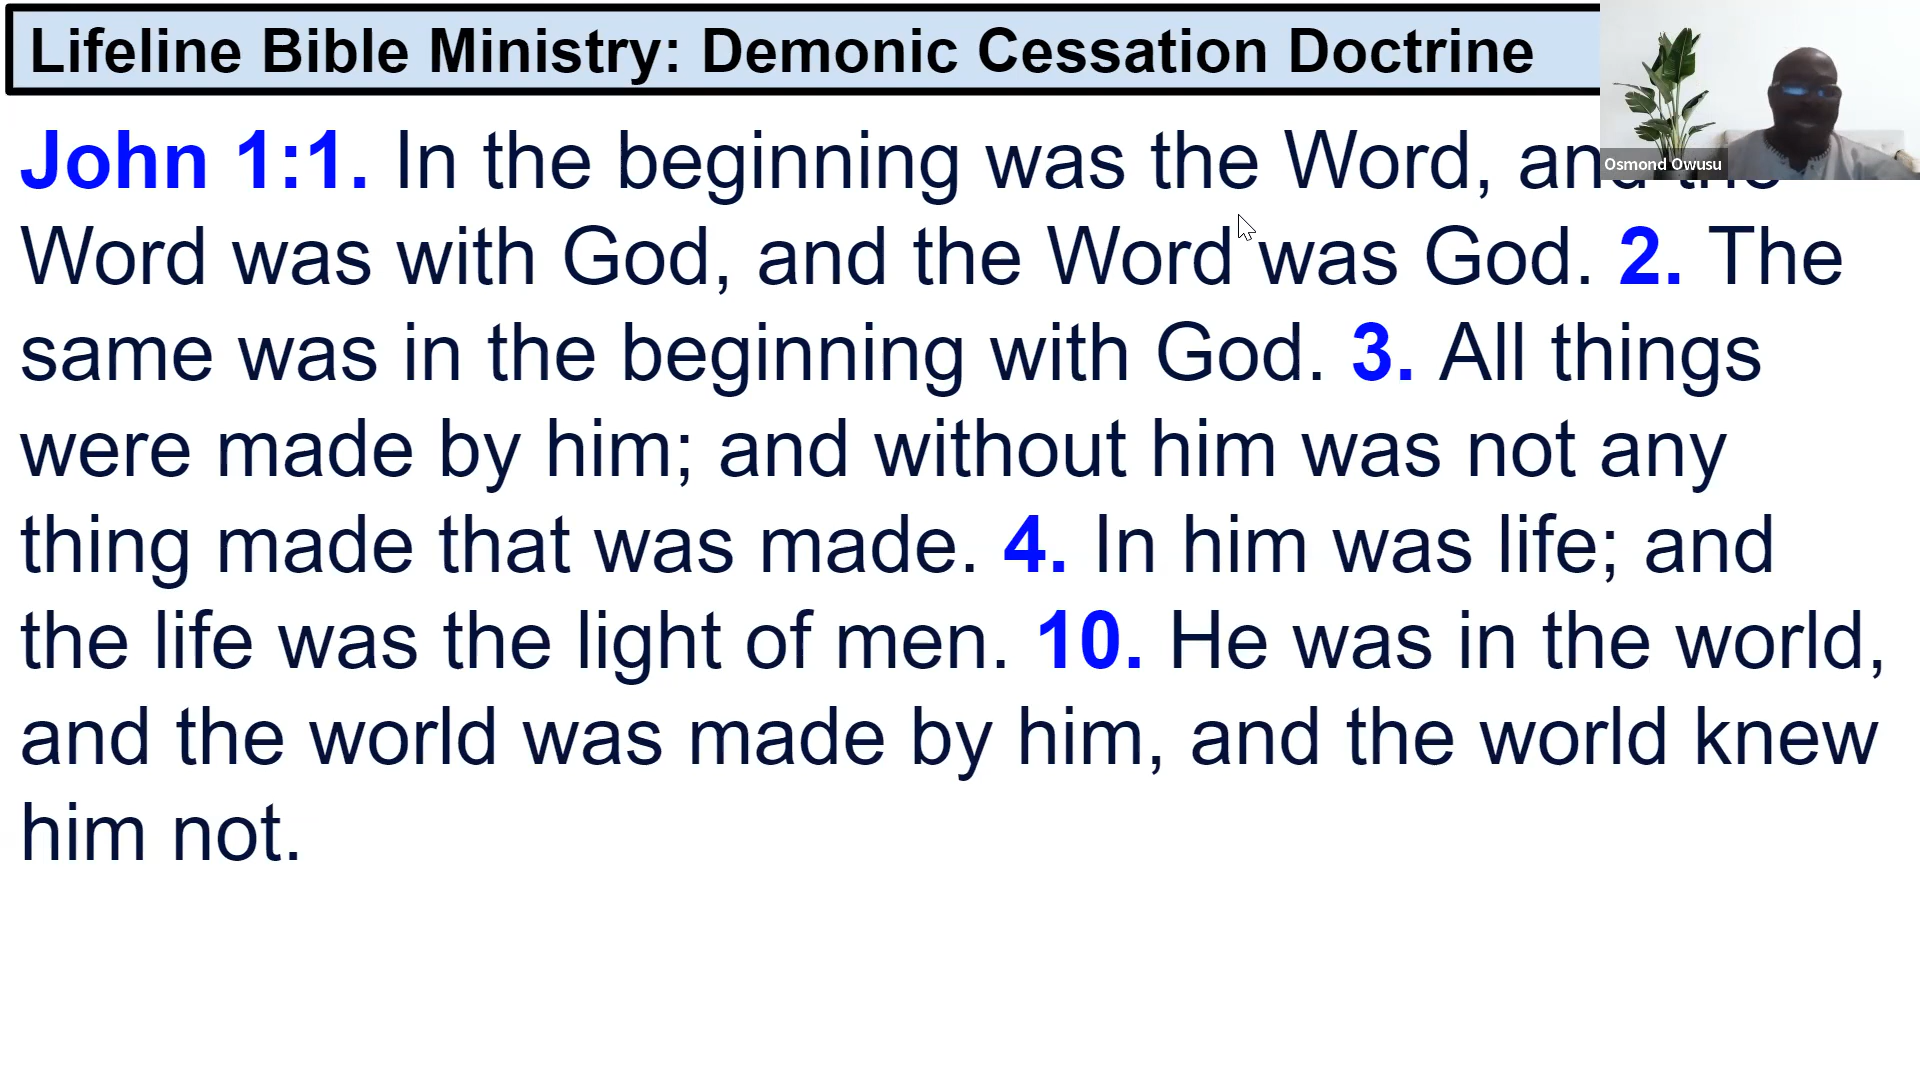 Lifeline Bible Ministry: Demonic Cessation Doctrine
Osmond Owusu
John 1:1. In the beginning was the Word, and the
Word was with God, and the Word was God. 2. The
same was in the beginning with God. 3. All things
were made by him; and without him was not any
thing made that was made. 4. In him was life; and
the life was the light of men. 10. He was in the world,
and the world was made by him, and the world knew
him not.